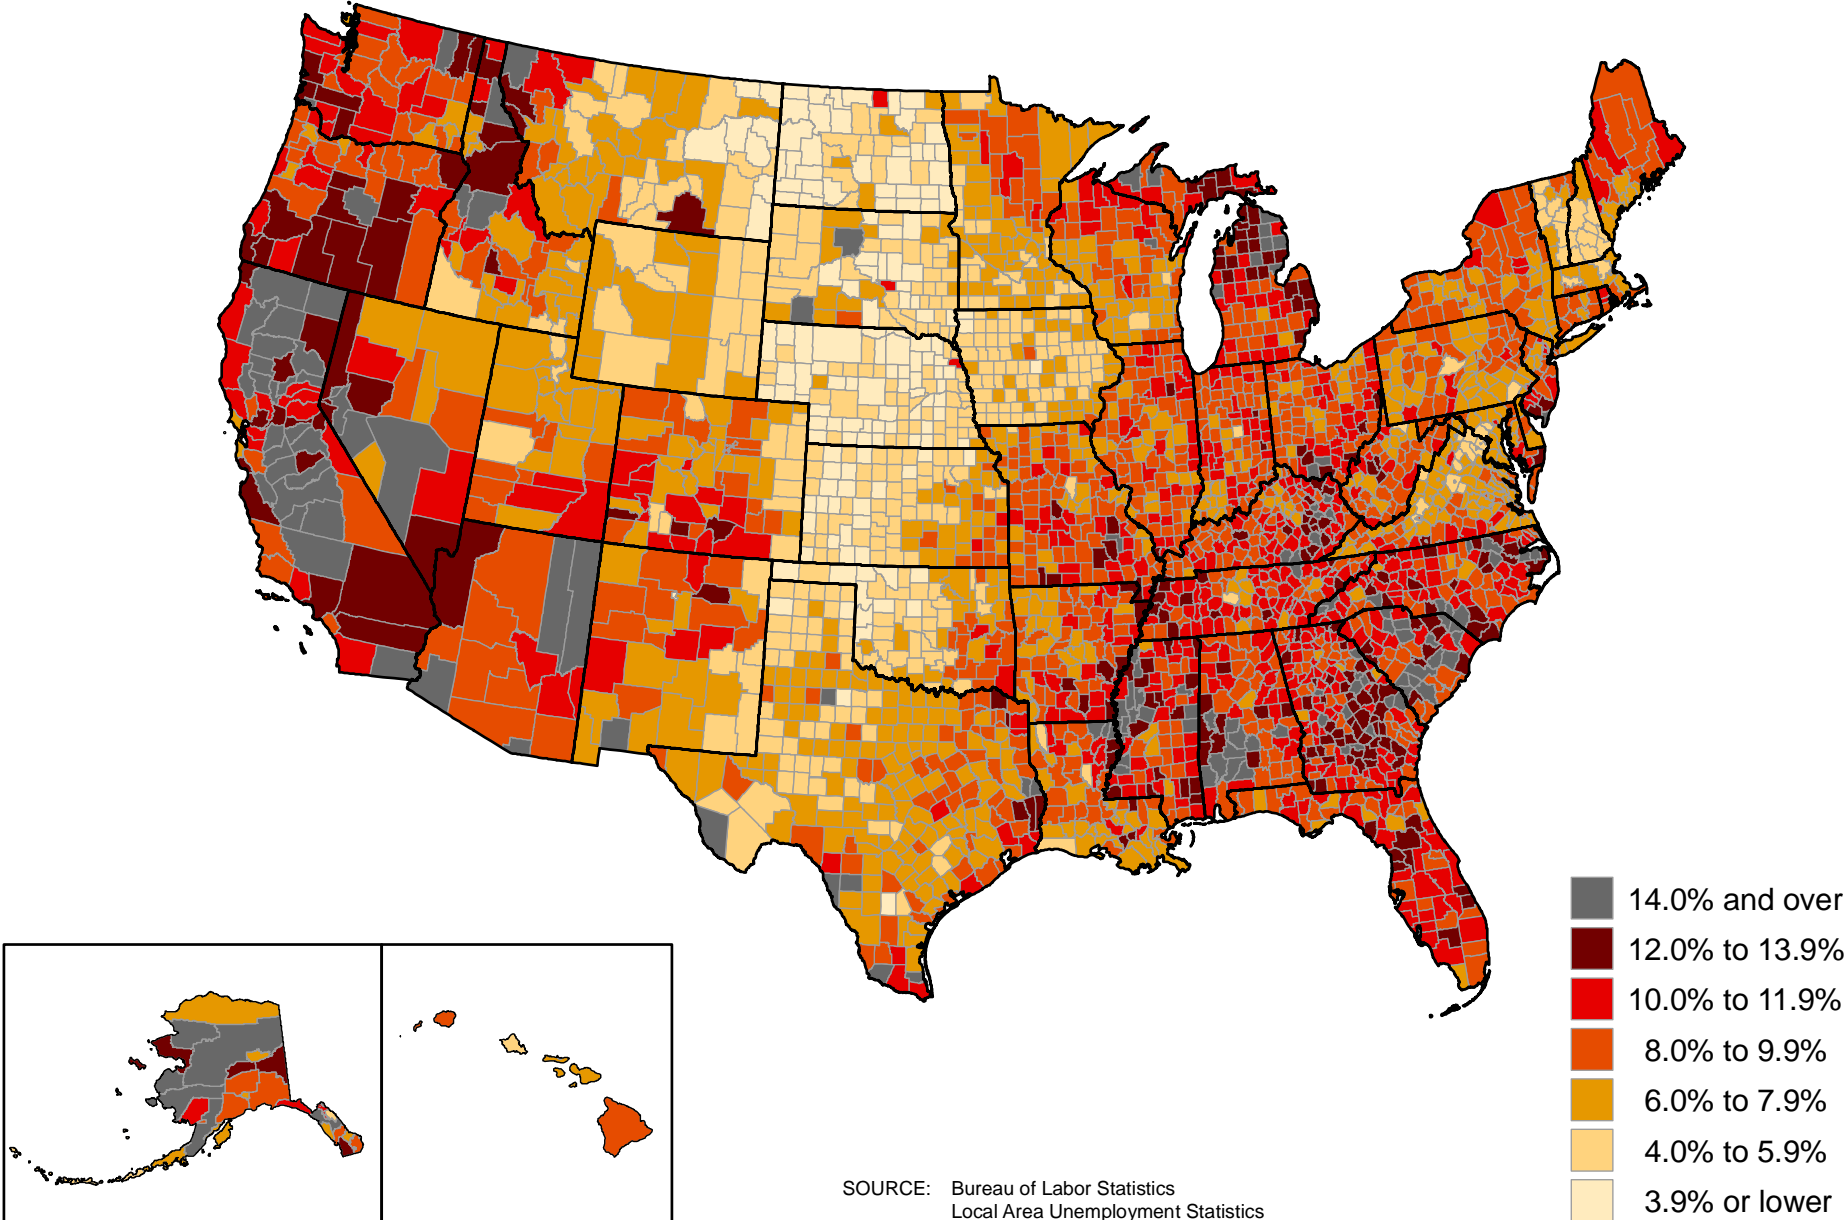 14.0% and over
12.0% to 13.9%
10.0% to 11.9%
8.0% to 9.9%
6.0% to 7.9%
4.0% to 5.9%
3.9% or lower
SOURCE: Bureau of Labor Statistics
Local Area Unemployment Statistics